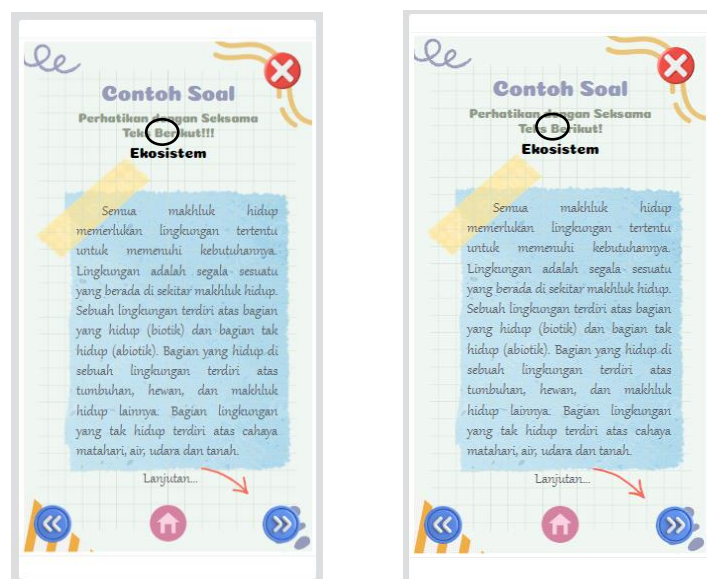 Contoh Soal
Perhatikan dengan Seksama
Teks Berikut!!!
Ekosistem
Semua makhluk hidup
memerlukan lingkungan tertentu
untuk memenuhi kebutuhannya.
Lingkungan adalah segala sesuatu
yang berada di sekitar makhluk hidup.
Sebuah lingkungan terdiri atas bagian
yang hidup (biotik) dan bagian tak
hidup (abiotik). Bagian yang hidup di
sebuah lingkungan terdiri atas
tumbuhan, hewan, dan makhluk
hidup lainnya. Bagian lingkungan
yang tak hidup terdiri atas cahaya
matahari, air, udara dan tanah.
Lanjutan...
Contoh Soal
Perhatikan dengan Seksama
Teks Berikut!
Ekosistem
Semua makhluk hidup
memerlukan lingkungan tertentu
untuk memenuhi kebutuhannya.
Lingkungan adalah segala sesuatu
yang berada di sekitar makhluk hidup.
Sebuah lingkungan terdiri atas bagian
yang hidup (biotik) dan bagian tak
hidup (abiotik). Bagian yang hidup di
sebuah lingkungan terdiri atas
tumbuhan, hewan, dan makhluk
hidup lainnya. Bagian lingkungan
yang tak hidup terdiri atas cahaya
matahari, air, udara dan tanah.
Lanjutan...